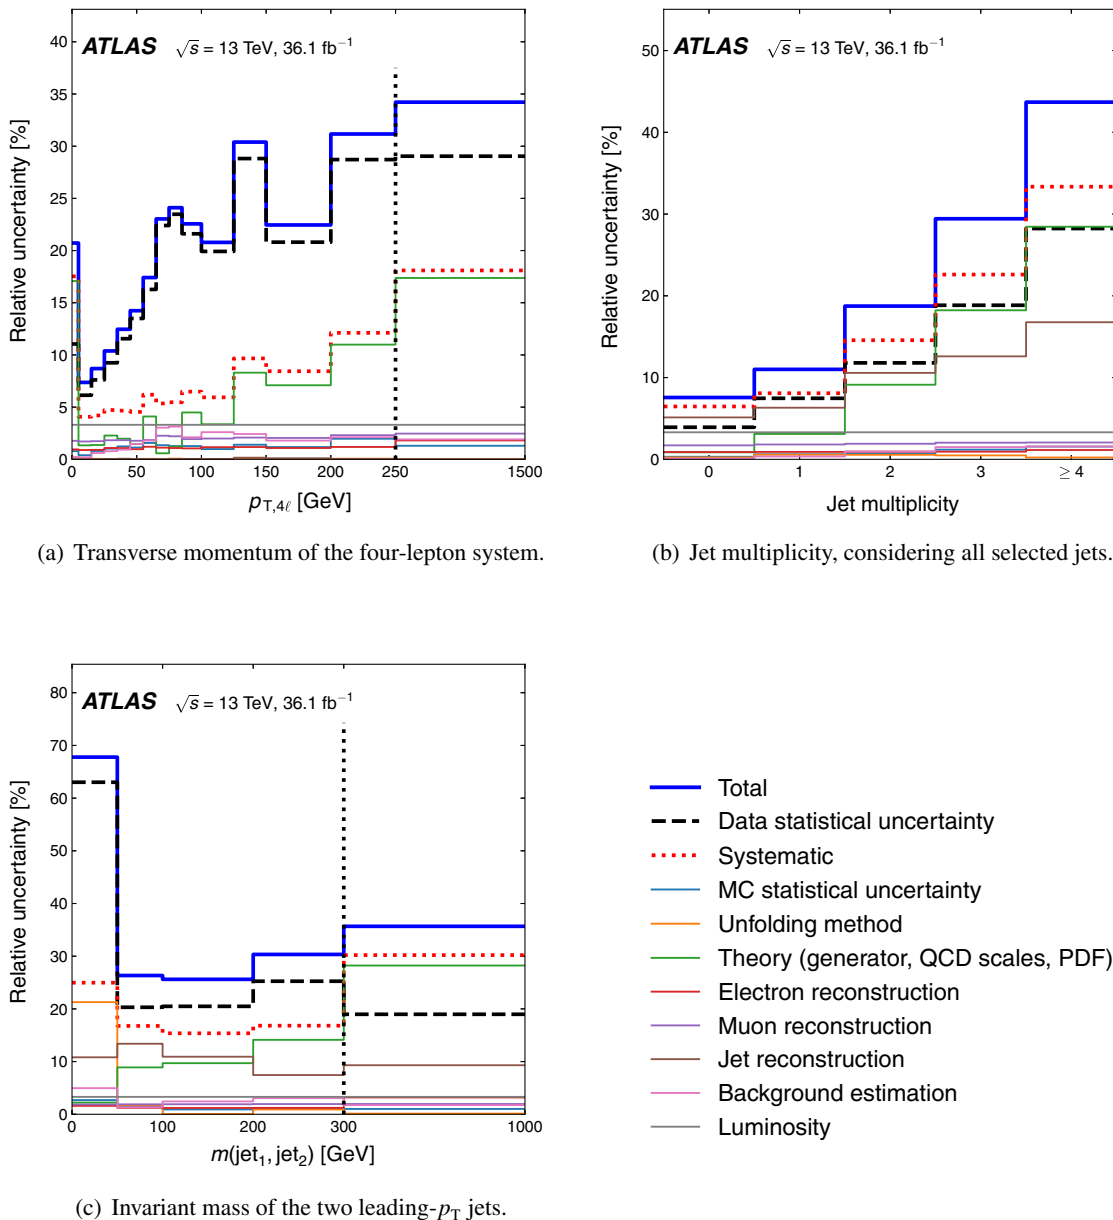 ATLAS √s = 13 TeV, 36.1 fb⁻¹
Relative uncertainty [%]
40
35
30
25
20
15
10
5
0
0 50 100 150 200 250 1500
p_T,4ℓ [GeV]
(a) Transverse momentum of the four-lepton system.
ATLAS √s = 13 TeV, 36.1 fb⁻¹
Relative uncertainty [%]
50
40
30
20
10
0
0 1 2 3 ≥ 4
Jet multiplicity
(b) Jet multiplicity, considering all selected jets.
ATLAS √s = 13 TeV, 36.1 fb⁻¹
Relative uncertainty [%]
80
70
60
50
40
30
20
10
0
0 100 200 300 1000
m(jet₁, jet₂) [GeV]
(c) Invariant mass of the two leading-p_T jets.
Total
Data statistical uncertainty
Systematic
MC statistical uncertainty
Unfolding method
Theory (generator, QCD scales, PDF)
Electron reconstruction
Muon reconstruction
Jet reconstruction
Background estimation
Luminosity